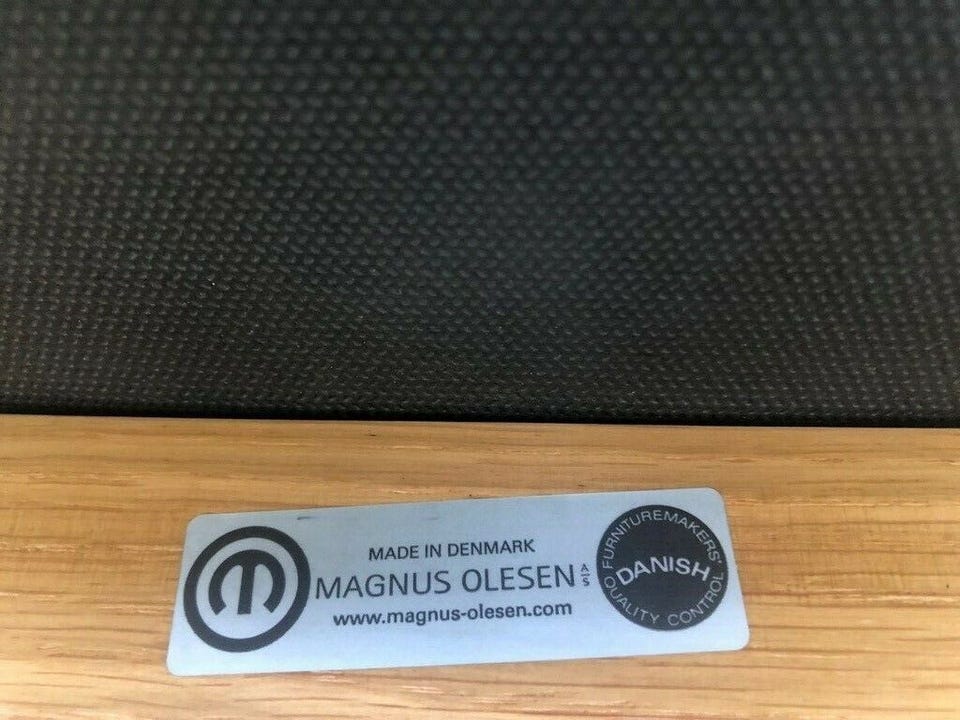 MADE IN DENMARK
MAGNUS OLESEN A/S
www.magnus-olesen.com
FURNITUREMAKERS'
DANISH
QUALITY CONTROL